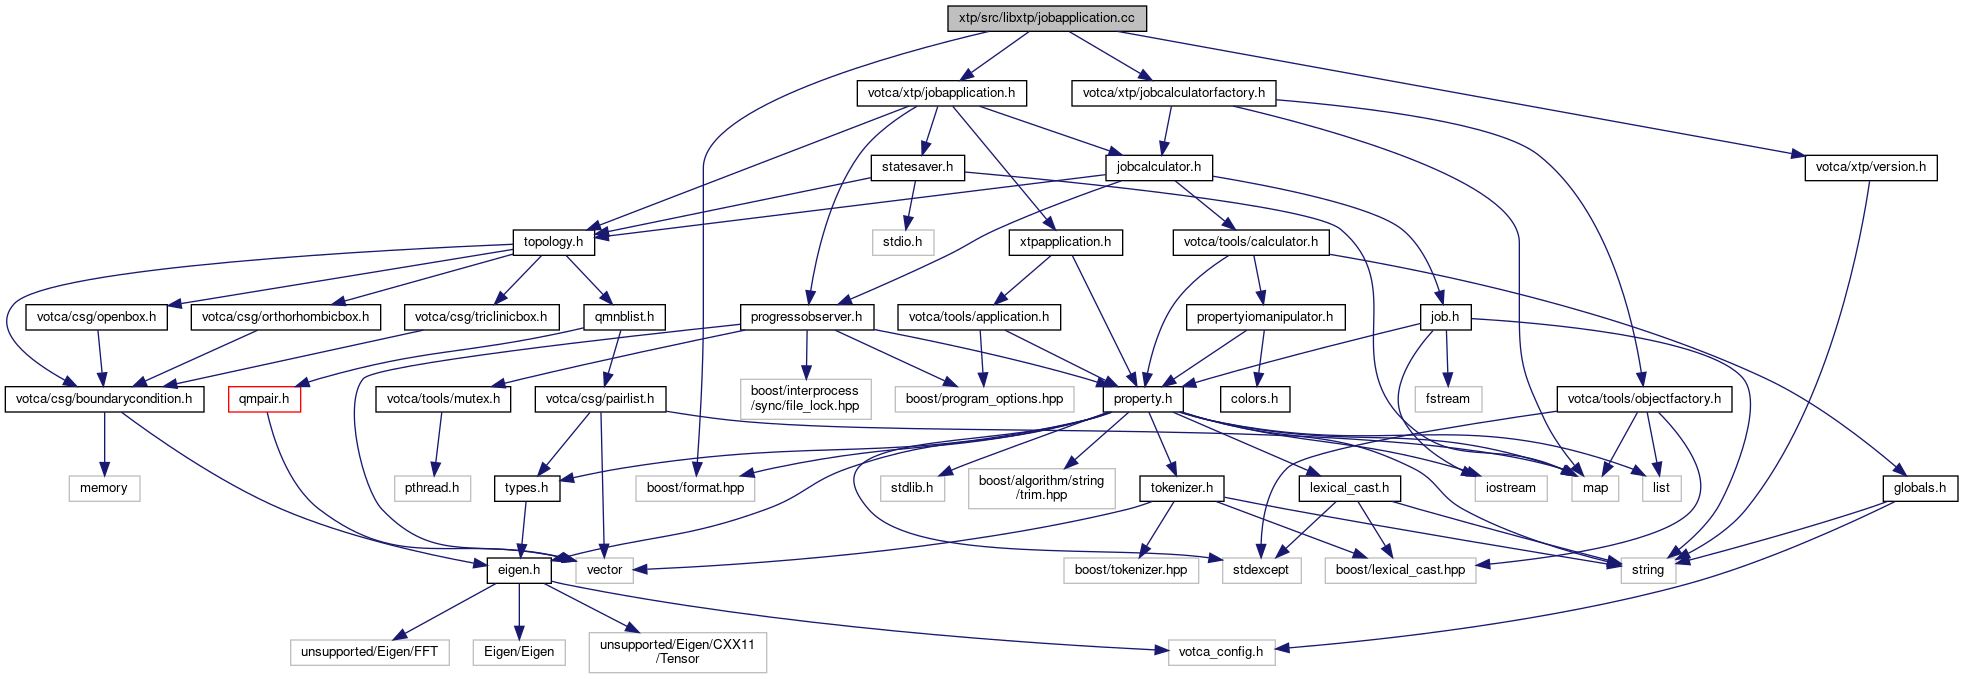 xtp/src/libxtp/jobapplication.cc
votca/xtp/jobapplication.h
votca/xtp/jobcalculatorfactory.h
statesaver.h
jobcalculator.h
votca/xtp/version.h
topology.h
stdio.h
xtpapplication.h
votca/tools/calculator.h
votca/csg/openbox.h
votca/csg/orthorhombicbox.h
votca/csg/triclinicbox.h
qmnblist.h
progressobserver.h
votca/tools/application.h
propertyiomanipulator.h
job.h
votca/csg/boundarycondition.h
qmpair.h
votca/tools/mutex.h
votca/csg/pairlist.h
boost/interprocess
/sync/file_lock.hpp
boost/program_options.hpp
property.h
colors.h
fstream
votca/tools/objectfactory.h
memory
pthread.h
types.h
boost/format.hpp
stdlib.h
boost/algorithm/string
/trim.hpp
tokenizer.h
lexical_cast.h
iostream
map
list
globals.h
eigen.h
vector
boost/tokenizer.hpp
stdexcept
boost/lexical_cast.hpp
string
unsupported/Eigen/FFT
Eigen/Eigen
unsupported/Eigen/CXX11
/Tensor
votca_config.h